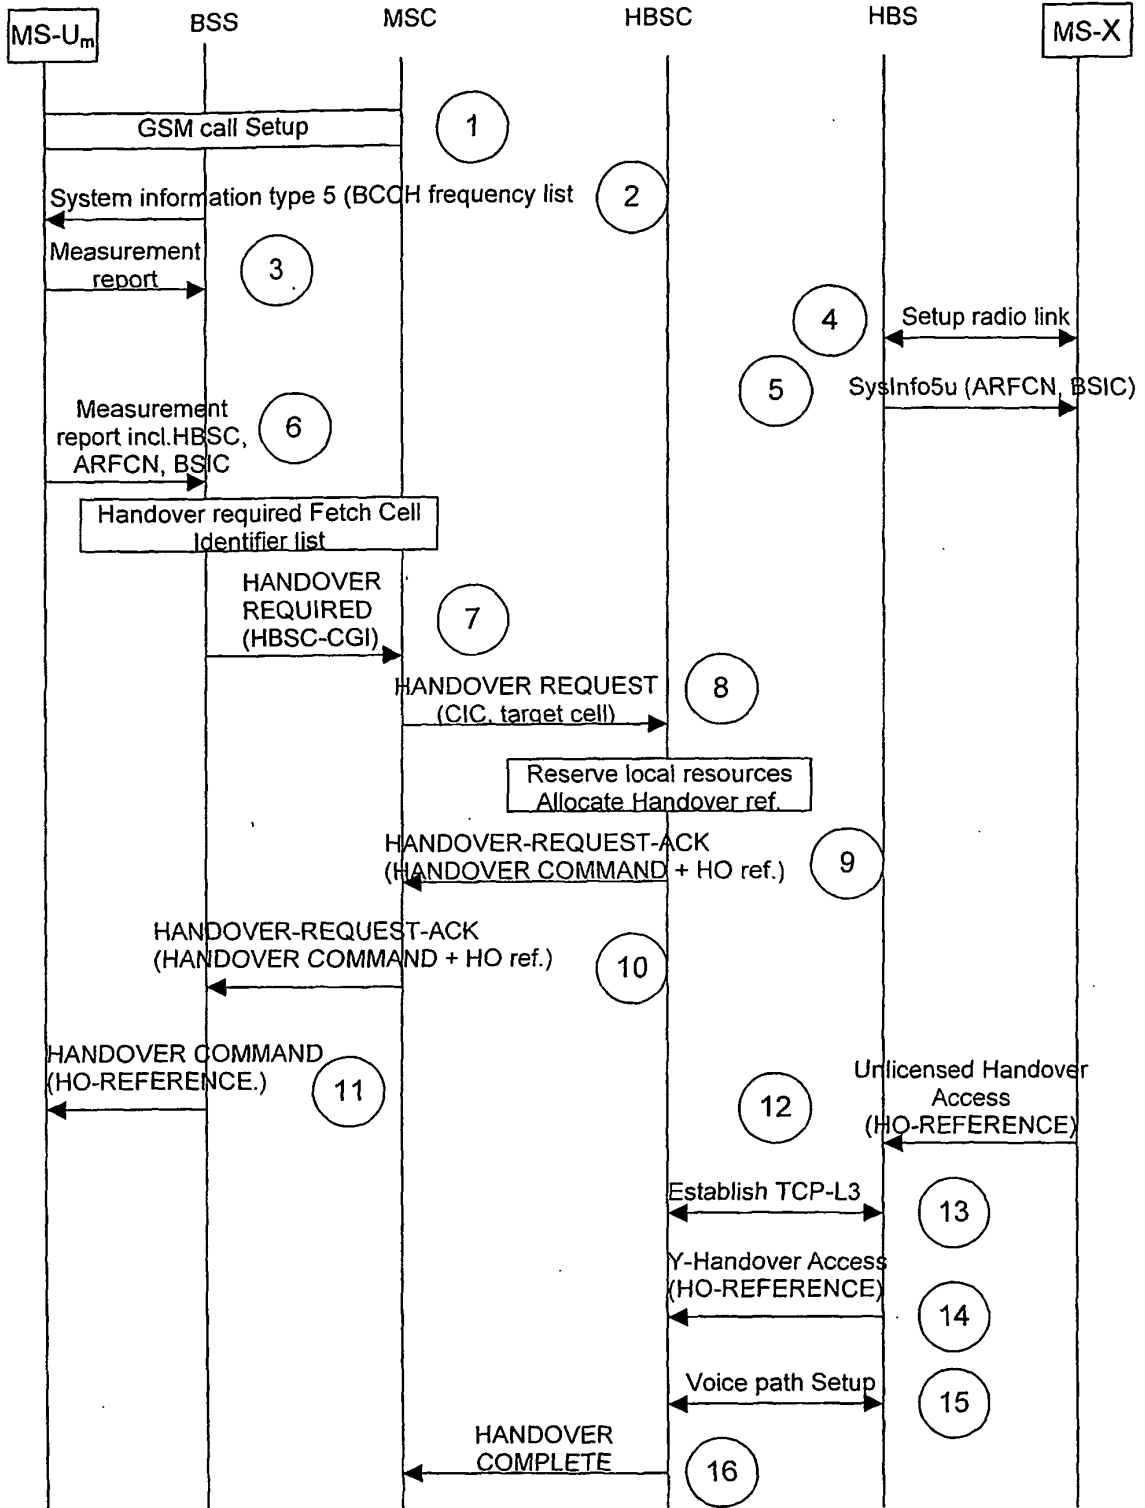 MS-Um
BSS
MSC
HBSC
HBS
MS-X
GSM call Setup
1
System information type 5 (BCCH frequency list
2
Measurement
report
3
4
Setup radio link
5
SysInfo5u (ARFCN, BSIC)
Measurement
report incl.HBSC,
ARFCN, BSIC
6
Handover required Fetch Cell
Identifier list
HANDOVER
REQUIRED
(HBSC-CGI)
7
HANDOVER REQUEST
(CIC, target cell)
8
Reserve local resources
Allocate Handover ref.
HANDOVER-REQUEST-ACK
(HANDOVER COMMAND + HO ref.)
9
HANDOVER-REQUEST-ACK
(HANDOVER COMMAND + HO ref.)
10
HANDOVER COMMAND
(HO-REFERENCE.)
11
12
Unlicensed Handover
Access
(HO-REFERENCE)
Establish TCP-L3
13
Y-Handover Access
(HO-REFERENCE)
14
Voice path Setup
15
HANDOVER
COMPLETE
16